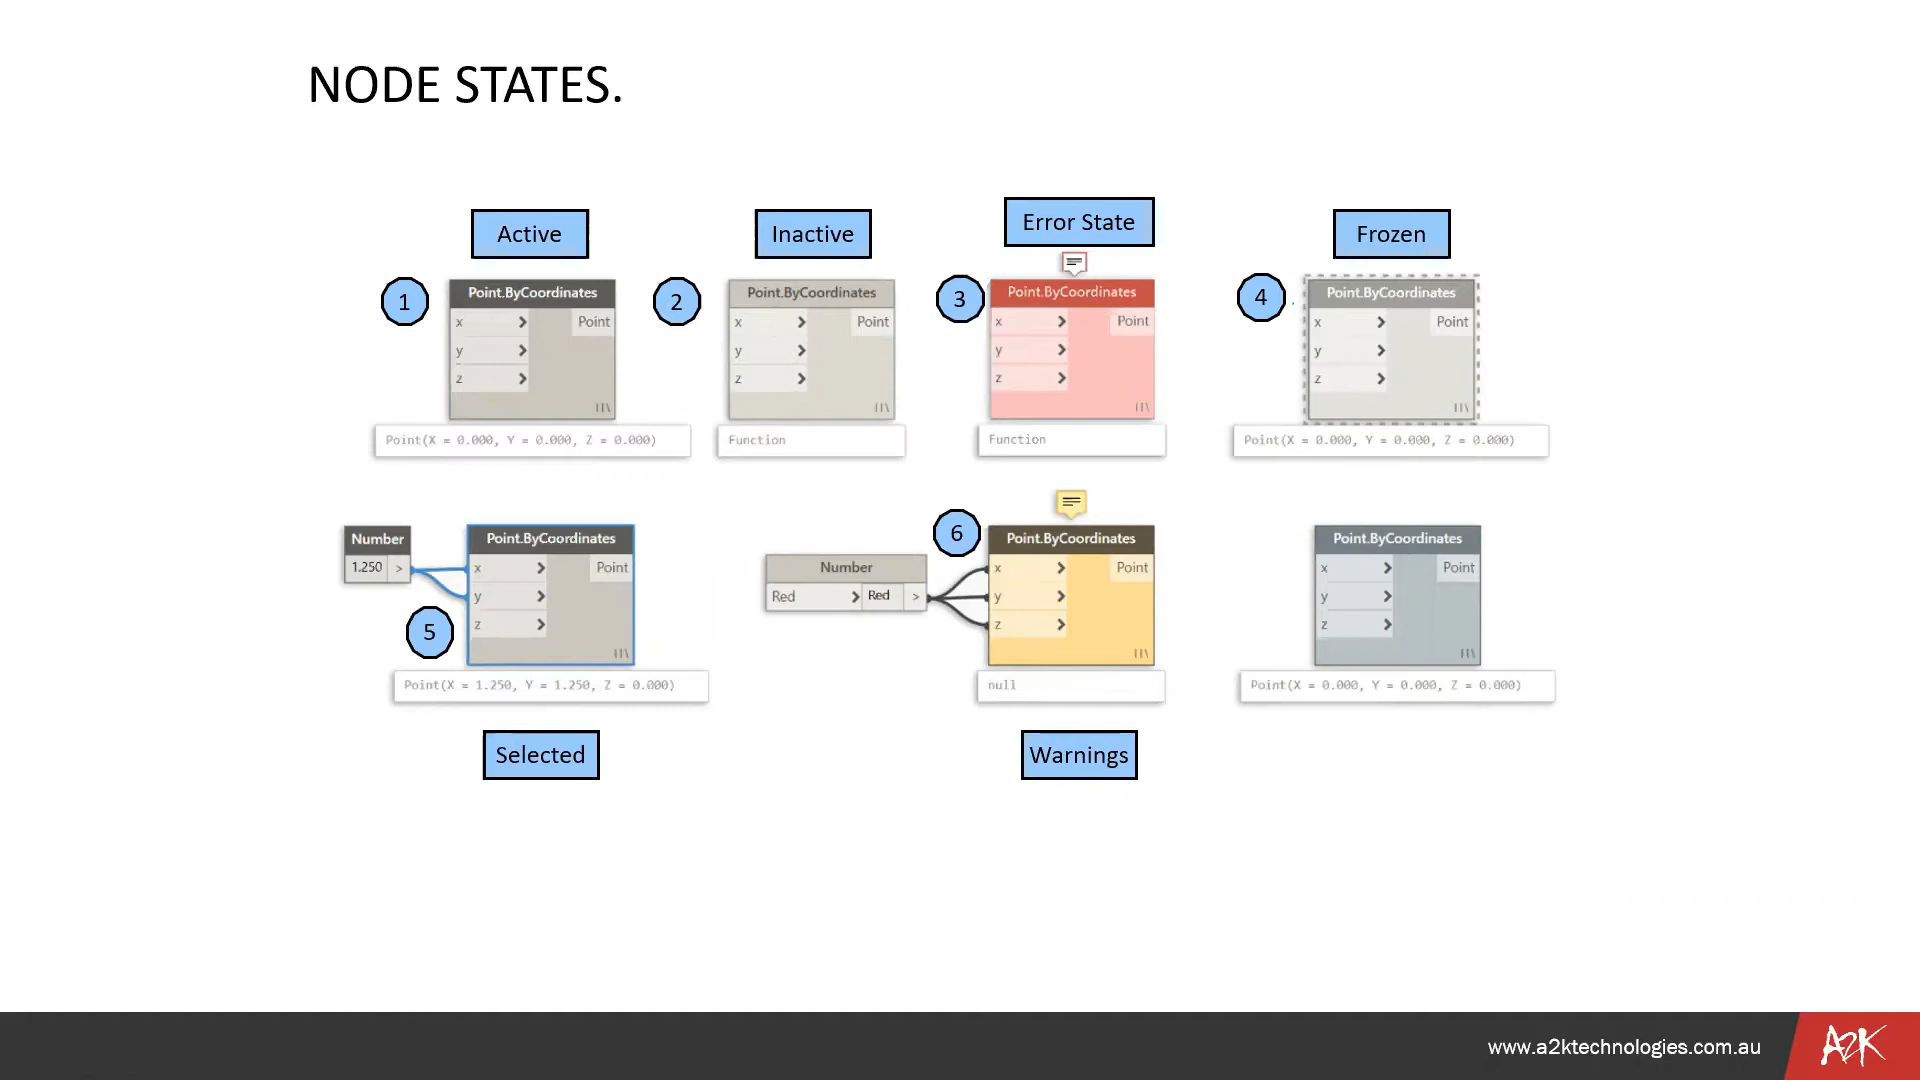 NODE STATES.
Active
Inactive
Error State
Frozen
1
Point.ByCoordinates
x > Point
y >
z >
Point(X = 0.000, Y = 0.000, Z = 0.000)
2
Point.ByCoordinates
x > Point
y >
z >
Function
3
Point.ByCoordinates
x > Point
y >
z >
Function
4
Point.ByCoordinates
x > Point
y >
z >
Point(X = 0.000, Y = 0.000, Z = 0.000)
Number
1.250 >
5
Point.ByCoordinates
x > Point
y >
z >
Point(X = 1.250, Y = 1.250, Z = 0.000)
Selected
Number
Red > Red >
6
Point.ByCoordinates
x > Point
y >
z >
null
Warnings
Point.ByCoordinates
x > Point
y >
z >
Point(X = 0.000, Y = 0.000, Z = 0.000)
www.a2ktechnologies.com.au
A2K